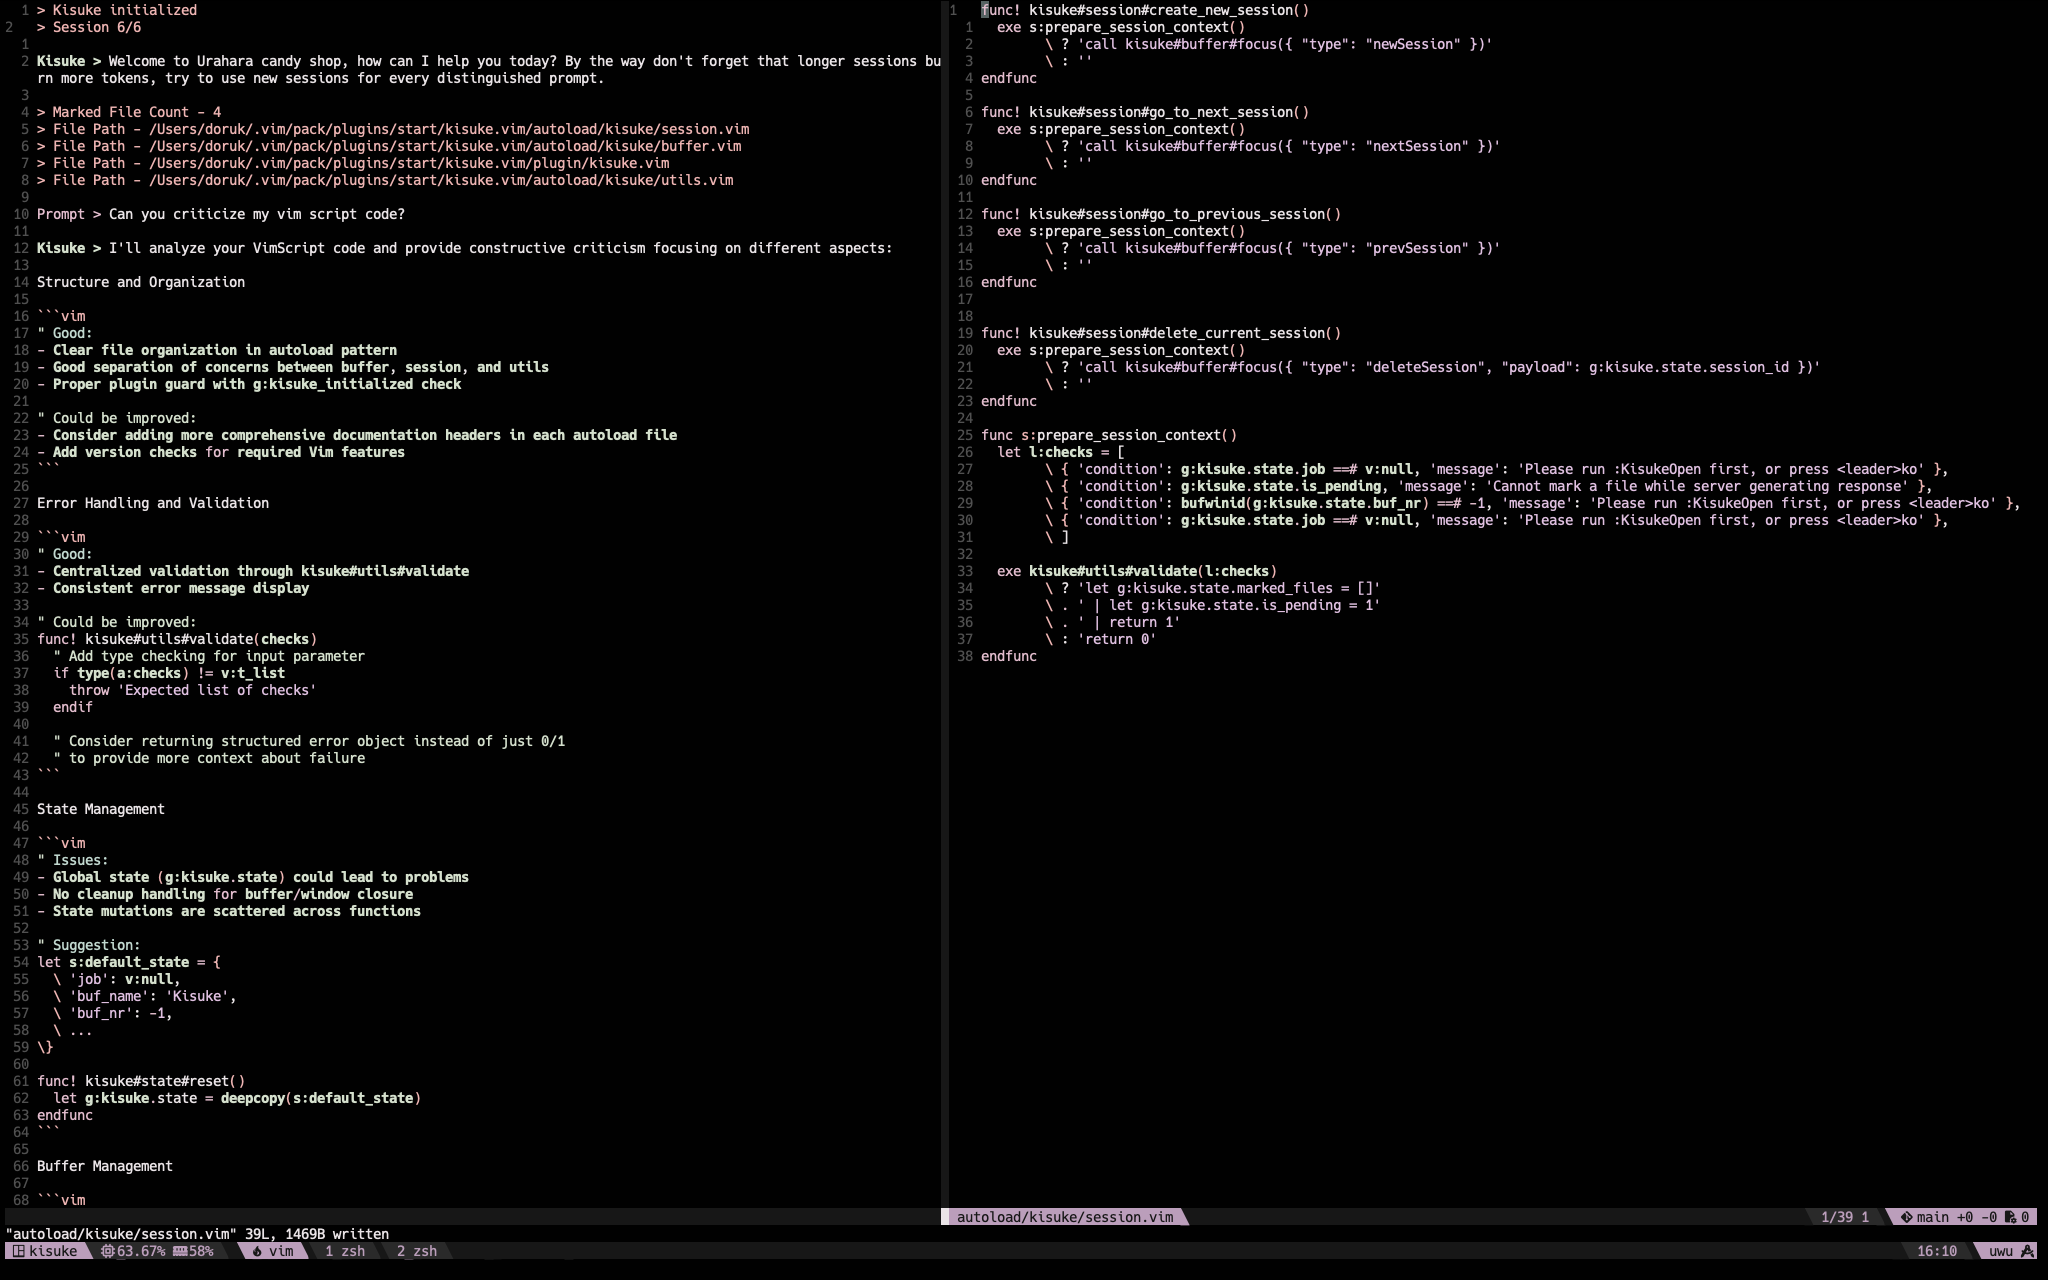 1 > Kisuke initialized
2 > Session 6/6
1
2 Kisuke > Welcome to Urahara candy shop, how can I help you today? By the way don't forget that longer sessions bu
rn more tokens, try to use new sessions for every distinguished prompt.
3
4 > Marked File Count - 4
5 > File Path - /Users/doruk/.vim/pack/plugins/start/kisuke.vim/autoload/kisuke/session.vim
6 > File Path - /Users/doruk/.vim/pack/plugins/start/kisuke.vim/autoload/kisuke/buffer.vim
7 > File Path - /Users/doruk/.vim/pack/plugins/start/kisuke.vim/plugin/kisuke.vim
8 > File Path - /Users/doruk/.vim/pack/plugins/start/kisuke.vim/autoload/kisuke/utils.vim
9
10 Prompt > Can you criticize my vim script code?
11
12 Kisuke > I'll analyze your VimScript code and provide constructive criticism focusing on different aspects:
13
14 Structure and Organization
15
16 ```vim
17 " Good:
18 - Clear file organization in autoload pattern
19 - Good separation of concerns between buffer, session, and utils
20 - Proper plugin guard with g:kisuke_initialized check
21
22 " Could be improved:
23 - Consider adding more comprehensive documentation headers in each autoload file
24 - Add version checks for required Vim features
25 ```
26
27 Error Handling and Validation
28
29 ```vim
30 " Good:
31 - Centralized validation through kisuke#utils#validate
32 - Consistent error message display
33
34 " Could be improved:
35 func! kisuke#utils#validate(checks)
36   " Add type checking for input parameter
37   if type(a:checks) != v:t_list
38     throw 'Expected list of checks'
39   endif
40
41   " Consider returning structured error object instead of just 0/1
42   " to provide more context about failure
43 ```
44
45 State Management
46
47 ```vim
48 " Issues:
49 - Global state (g:kisuke.state) could lead to problems
50 - No cleanup handling for buffer/window closure
51 - State mutations are scattered across functions
52
53 " Suggestion:
54 let s:default_state = {
55   \ 'job': v:null,
56   \ 'buf_name': 'Kisuke',
57   \ 'buf_nr': -1,
58   \ ...
59 \}
60
61 func! kisuke#state#reset()
62   let g:kisuke.state = deepcopy(s:default_state)
63 endfunc
64 ```
65
66 Buffer Management
67
68 ```vim
1 func! kisuke#session#create_new_session()
1   exe s:prepare_session_context()
2         \ ? 'call kisuke#buffer#focus({ "type": "newSession" })'
3         \ : ''
4 endfunc
5
6 func! kisuke#session#go_to_next_session()
7   exe s:prepare_session_context()
8         \ ? 'call kisuke#buffer#focus({ "type": "nextSession" })'
9         \ : ''
10 endfunc
11
12 func! kisuke#session#go_to_previous_session()
13   exe s:prepare_session_context()
14         \ ? 'call kisuke#buffer#focus({ "type": "prevSession" })'
15         \ : ''
16 endfunc
17
18
19 func! kisuke#session#delete_current_session()
20   exe s:prepare_session_context()
21         \ ? 'call kisuke#buffer#focus({ "type": "deleteSession", "payload": g:kisuke.state.session_id })'
22         \ : ''
23 endfunc
24
25 func s:prepare_session_context()
26   let l:checks = [
27         \ { 'condition': g:kisuke.state.job ==# v:null, 'message': 'Please run :KisukeOpen first, or press <leader>ko' },
28         \ { 'condition': g:kisuke.state.is_pending, 'message': 'Cannot mark a file while server generating response' },
29         \ { 'condition': bufwinid(g:kisuke.state.buf_nr) ==# -1, 'message': 'Please run :KisukeOpen first, or press <leader>ko' },
30         \ { 'condition': g:kisuke.state.job ==# v:null, 'message': 'Please run :KisukeOpen first, or press <leader>ko' },
31         \ ]
32
33   exe kisuke#utils#validate(l:checks)
34         \ ? 'let g:kisuke.state.marked_files = []'
35         \ . ' | let g:kisuke.state.is_pending = 1'
36         \ . ' | return 1'
37         \ : 'return 0'
38 endfunc
autoload/kisuke/session.vim 1/39 1 main +0 -0 0
"autoload/kisuke/session.vim" 39L, 1469B written
kisuke 63.67% 58% vim 1 zsh 2 zsh 16:10 uwu